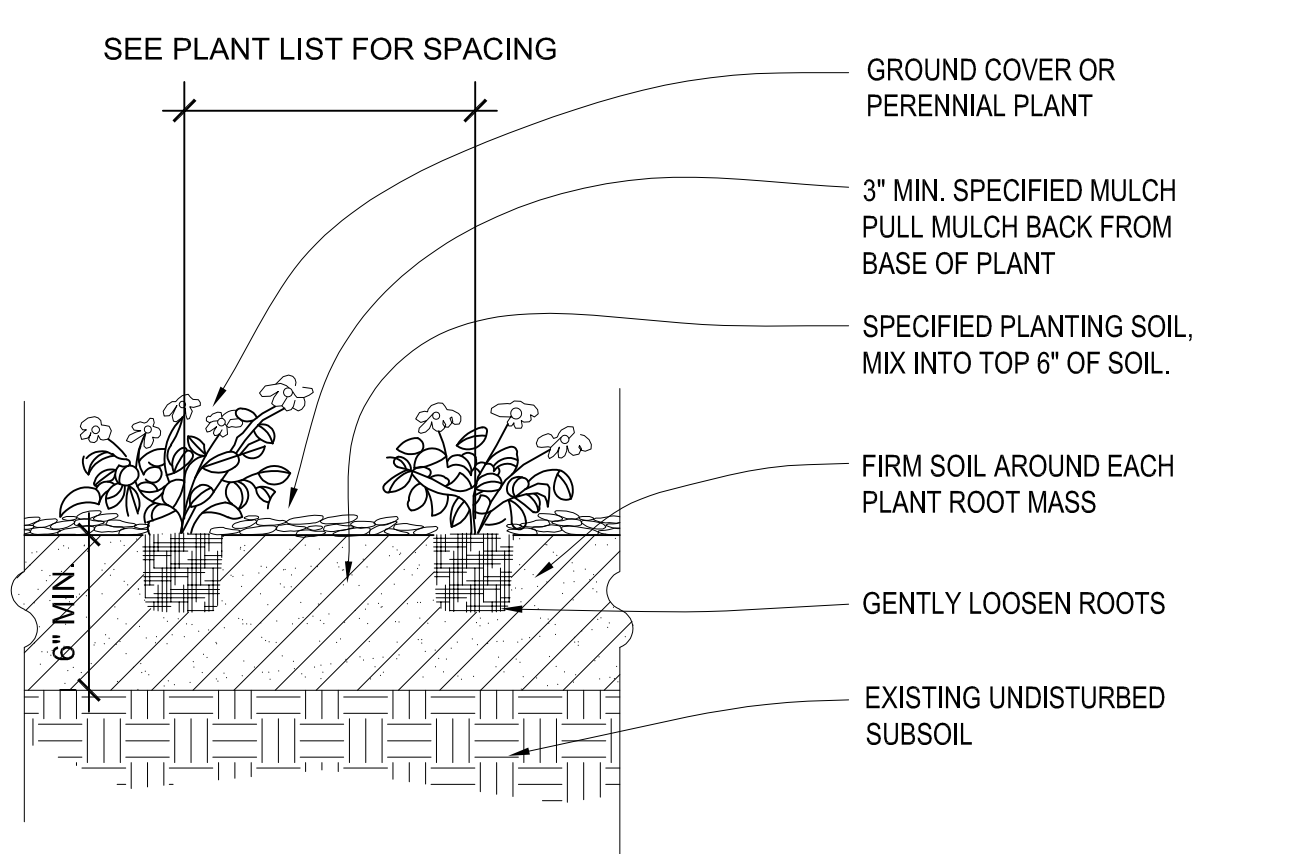 SEE PLANT LIST FOR SPACING
GROUND COVER OR
PERENNIAL PLANT
3" MIN. SPECIFIED MULCH
PULL MULCH BACK FROM
BASE OF PLANT
SPECIFIED PLANTING SOIL,
MIX INTO TOP 6" OF SOIL.
FIRM SOIL AROUND EACH
PLANT ROOT MASS
GENTLY LOOSEN ROOTS
EXISTING UNDISTURBED
SUBSOIL
6" MIN.